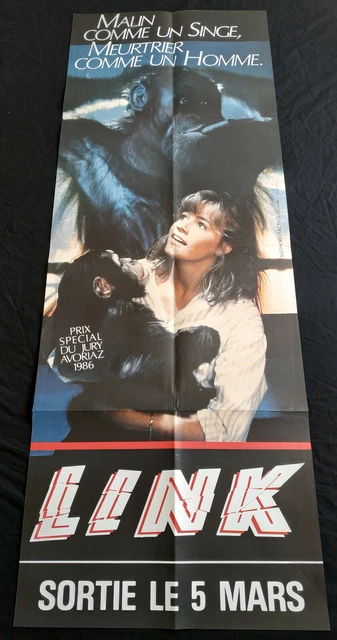 MALIN
COMME UN SINGE,
MEURTRIER
COMME UN HOMME.
PRIX
SPECIAL
DU JURY
AVORIAZ
1986
LINK
SORTIE LE 5 MARS